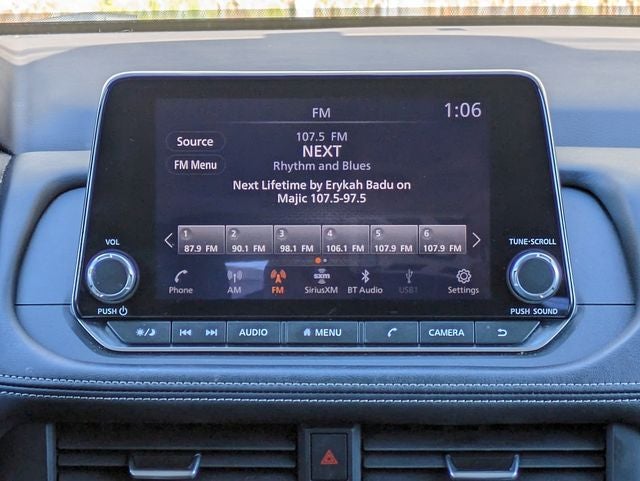 FM
1:06
Source
FM Menu
107.5 FM
NEXT
Rhythm and Blues
Next Lifetime by Erykah Badu on
Majic 107.5-97.5
1 2 3 4 5 6
87.9 FM 90.1 FM 98.1 FM 106.1 FM 107.9 FM 107.9 FM
sxm
Phone AM FM SiriusXM BT Audio USB1 Settings
VOL
PUSH
TUNE·SCROLL
PUSH SOUND
AUDIO MENU CAMERA